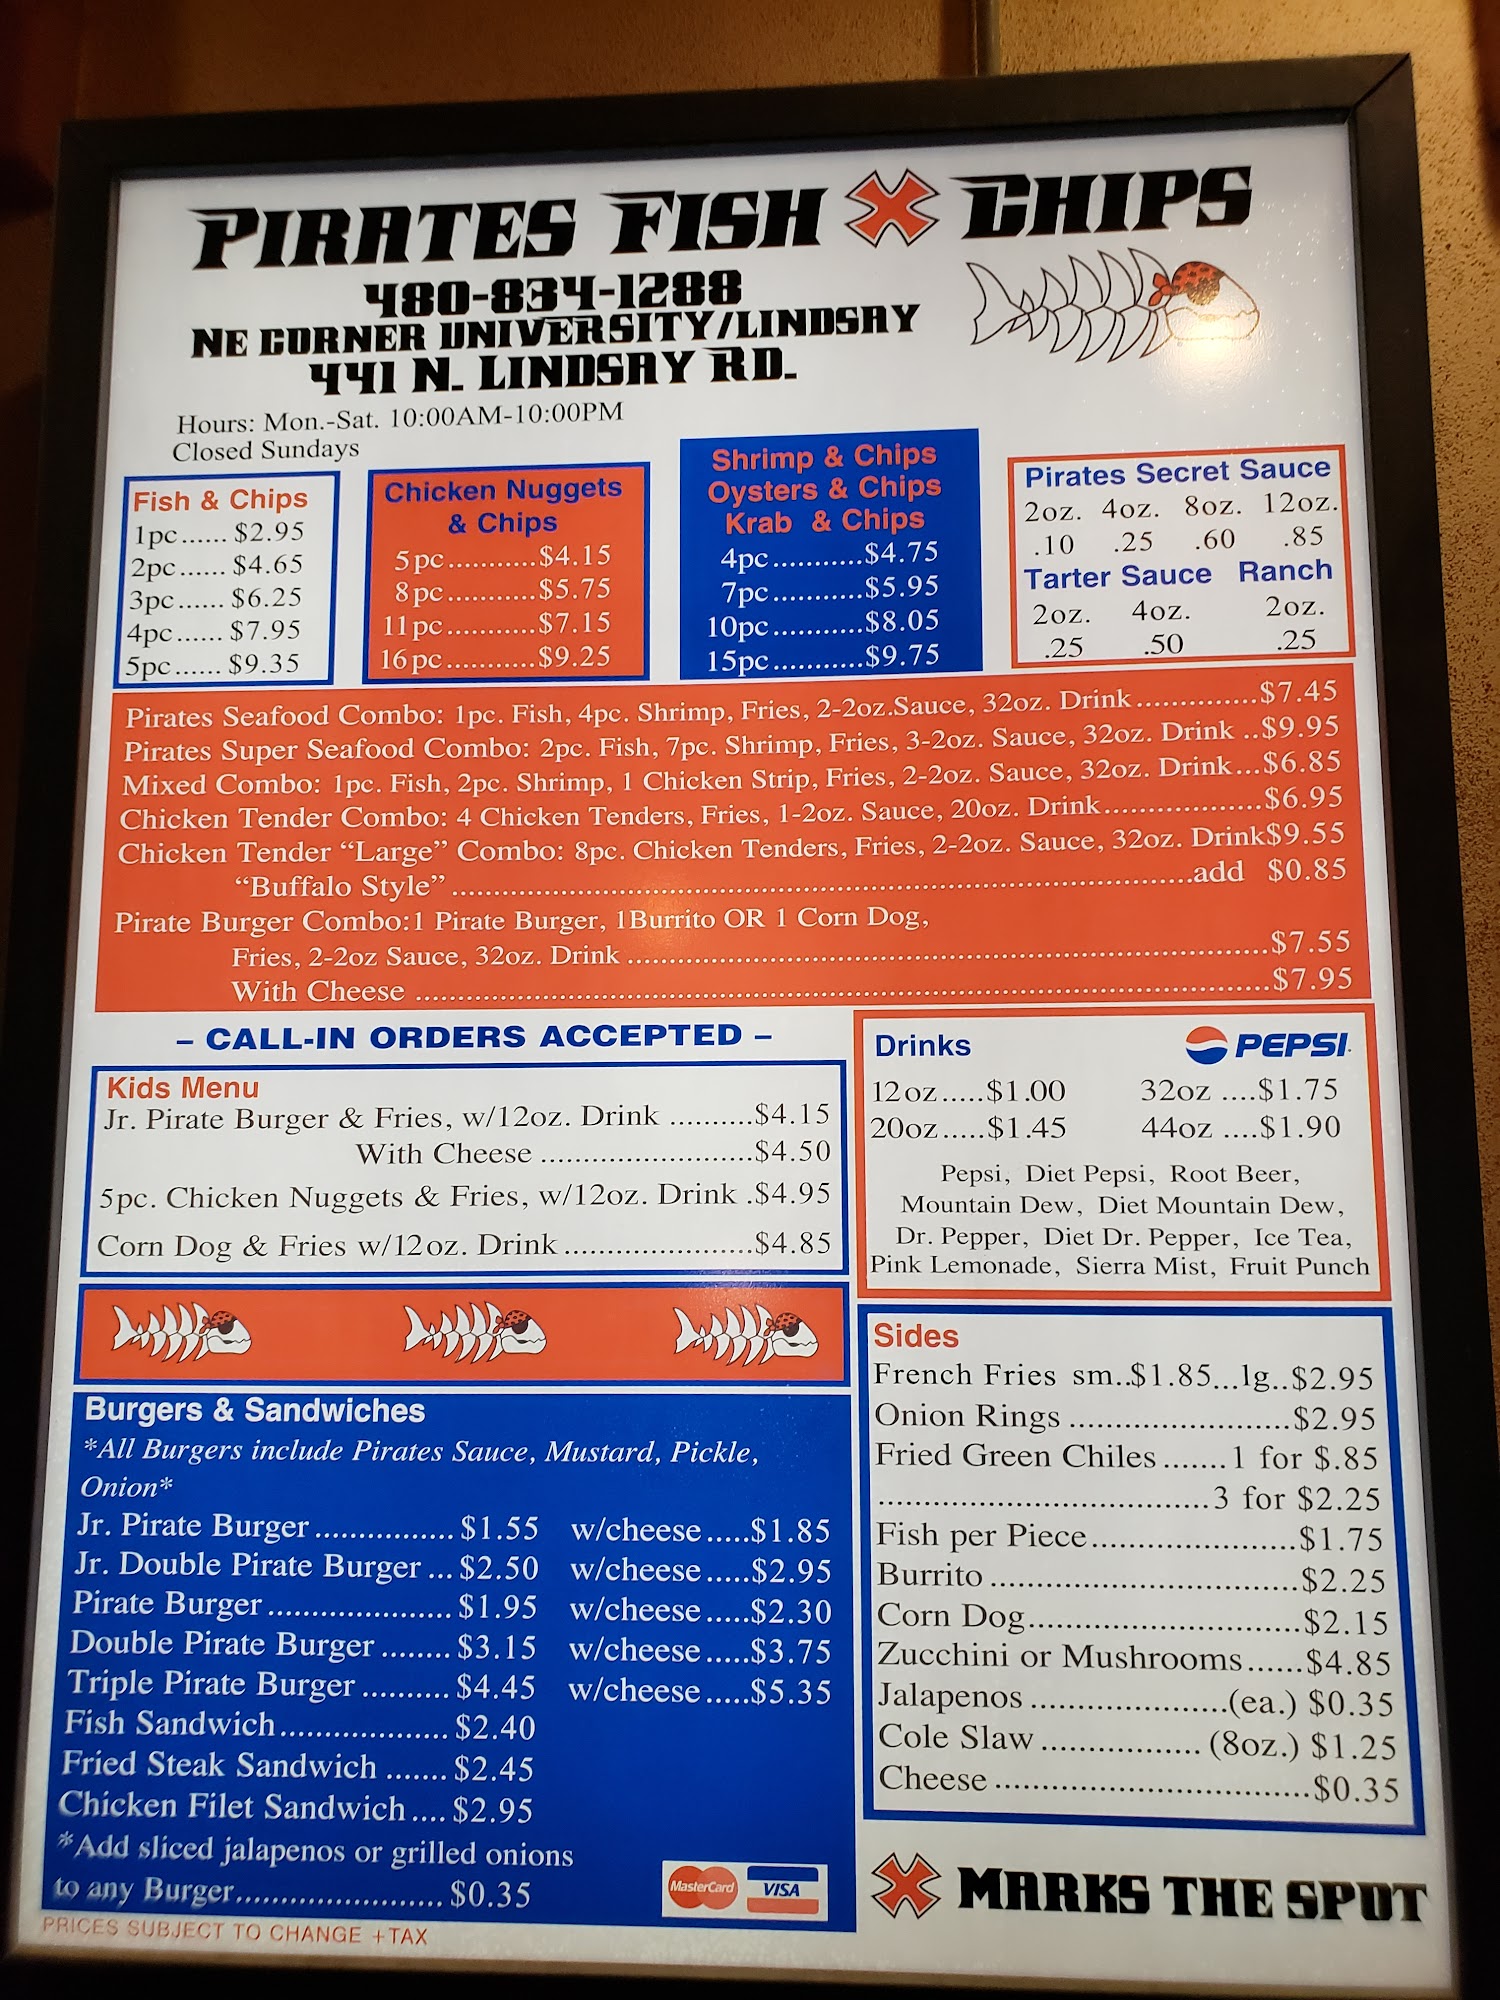 PIRATES FISH X CHIPS
480-834-1288
NE CORNER UNIVERSITY/LINDSAY
441 N. LINDSAY RD.
Hours: Mon.-Sat. 10:00AM-10:00PM
Closed Sundays
Fish & Chips
1pc...... $2.95
2pc...... $4.65
3pc...... $6.25
4pc...... $7.95
5pc...... $9.35
Chicken Nuggets
& Chips
5pc............$4.15
8pc............$5.75
11pc............$7.15
16pc............$9.25
Shrimp & Chips
Oysters & Chips
Krab & Chips
4pc............$4.75
7pc............$5.95
10pc............$8.05
15pc............$9.75
Pirates Secret Sauce
2oz. 4oz. 8oz. 12oz.
.10 .25 .60 .85
Tarter Sauce Ranch
2oz. 4oz. 2oz.
.25 .50 .25
Pirates Seafood Combo: 1pc. Fish, 4pc. Shrimp, Fries, 2-2oz.Sauce, 32oz. Drink..............$7.45
Pirates Super Seafood Combo: 2pc. Fish, 7pc. Shrimp, Fries, 3-2oz. Sauce, 32oz. Drink ..$9.95
Mixed Combo: 1pc. Fish, 2pc. Shrimp, 1 Chicken Strip, Fries, 2-2oz. Sauce, 32oz. Drink...$6.85
Chicken Tender Combo: 4 Chicken Tenders, Fries, 1-2oz. Sauce, 20oz. Drink...................$6.95
Chicken Tender “Large” Combo: 8pc. Chicken Tenders, Fries, 2-2oz. Sauce, 32oz. Drink$9.55
“Buffalo Style” ........................................add $0.85
Pirate Burger Combo:1 Pirate Burger, 1Burrito OR 1 Corn Dog,
Fries, 2-2oz Sauce, 32oz. Drink ........................................$7.55
With Cheese ........................................$7.95
– CALL-IN ORDERS ACCEPTED –
Kids Menu
Jr. Pirate Burger & Fries, w/12oz. Drink ..........$4.15
With Cheese .........................$4.50
5pc. Chicken Nuggets & Fries, w/12oz. Drink .$4.95
Corn Dog & Fries w/12oz. Drink ......................$4.85
Drinks PEPSI
12oz.....$1.00 32oz ....$1.75
20oz.....$1.45 44oz ....$1.90
Pepsi, Diet Pepsi, Root Beer,
Mountain Dew, Diet Mountain Dew,
Dr. Pepper, Diet Dr. Pepper, Ice Tea,
Pink Lemonade, Sierra Mist, Fruit Punch
Burgers & Sandwiches
*All Burgers include Pirates Sauce, Mustard, Pickle,
Onion*
Jr. Pirate Burger ................ $1.55 w/cheese.....$1.85
Jr. Double Pirate Burger ... $2.50 w/cheese.....$2.95
Pirate Burger ..................... $1.95 w/cheese.....$2.30
Double Pirate Burger ........ $3.15 w/cheese.....$3.75
Triple Pirate Burger .......... $4.45 w/cheese.....$5.35
Fish Sandwich................... $2.40
Fried Steak Sandwich ....... $2.45
Chicken Filet Sandwich .... $2.95
*Add sliced jalapenos or grilled onions
to any Burger....................... $0.35
MasterCard VISA
PRICES SUBJECT TO CHANGE +TAX
Sides
French Fries sm..$1.85...lg..$2.95
Onion Rings ......................$2.95
Fried Green Chiles .......1 for $.85
..................................3 for $2.25
Fish per Piece......................$1.75
Burrito ...............................$2.25
Corn Dog............................$2.15
Zucchini or Mushrooms......$4.85
Jalapenos ....................(ea.) $0.35
Cole Slaw ................. (8oz.) $1.25
Cheese ................................$0.35
X MARKS THE SPOT